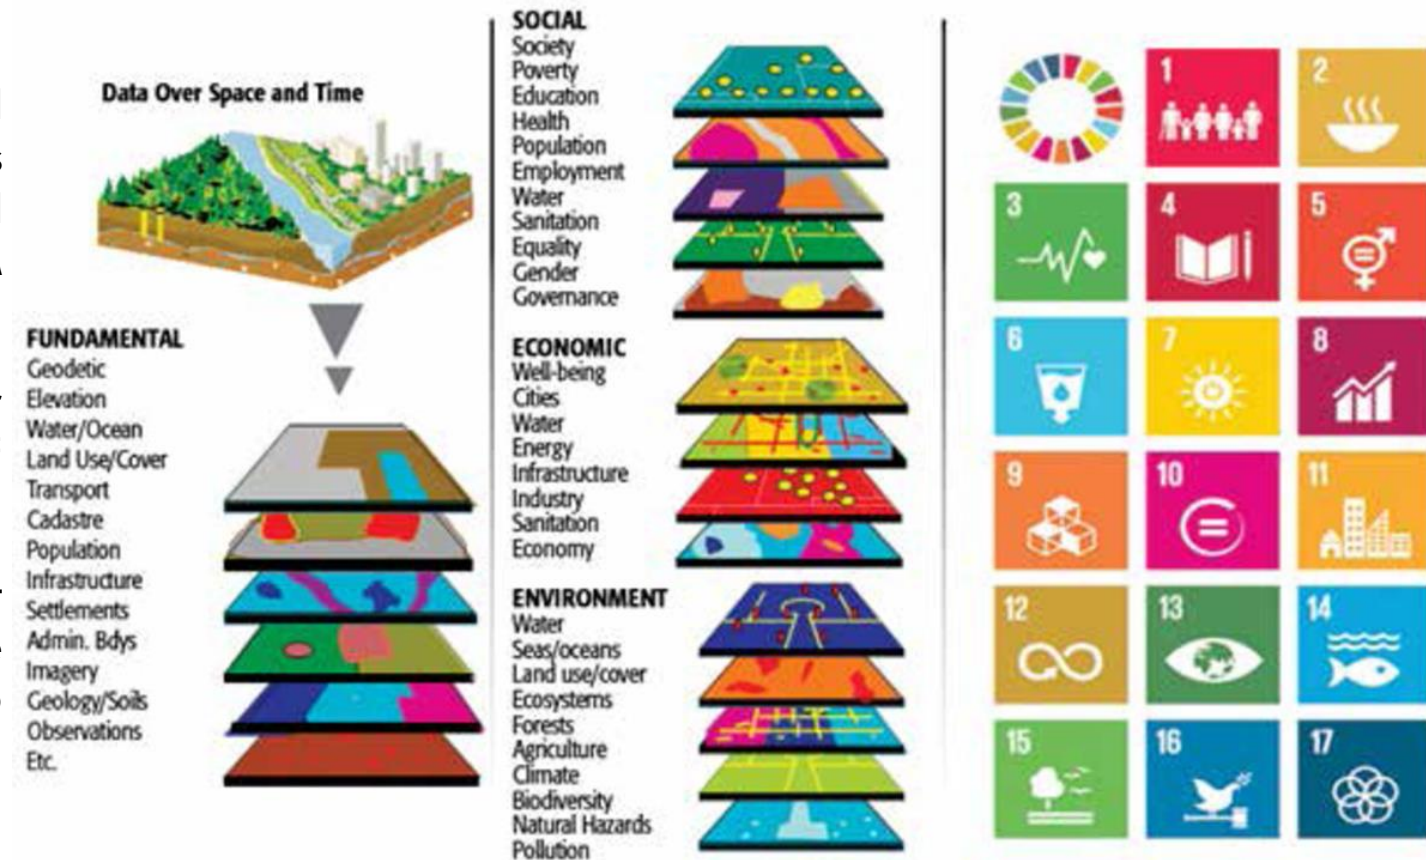 Data Over Space and Time
FUNDAMENTAL
Geodetic
Elevation
Water/Ocean
Land Use/Cover
Transport
Cadastre
Population
Infrastructure
Settlements
Admin. Bdys
Imagery
Geology/Soils
Observations
Etc.
SOCIAL
Society
Poverty
Education
Health
Population
Employment
Water
Sanitation
Equality
Gender
Governance
ECONOMIC
Well-being
Cities
Water
Energy
Infrastructure
Industry
Sanitation
Economy
ENVIRONMENT
Water
Seas/oceans
Land use/cover
Ecosystems
Forests
Agriculture
Climate
Biodiversity
Natural Hazards
Pollution
1
2
3
4
5
6
7
8
9
10
11
12
13
14
15
16
17